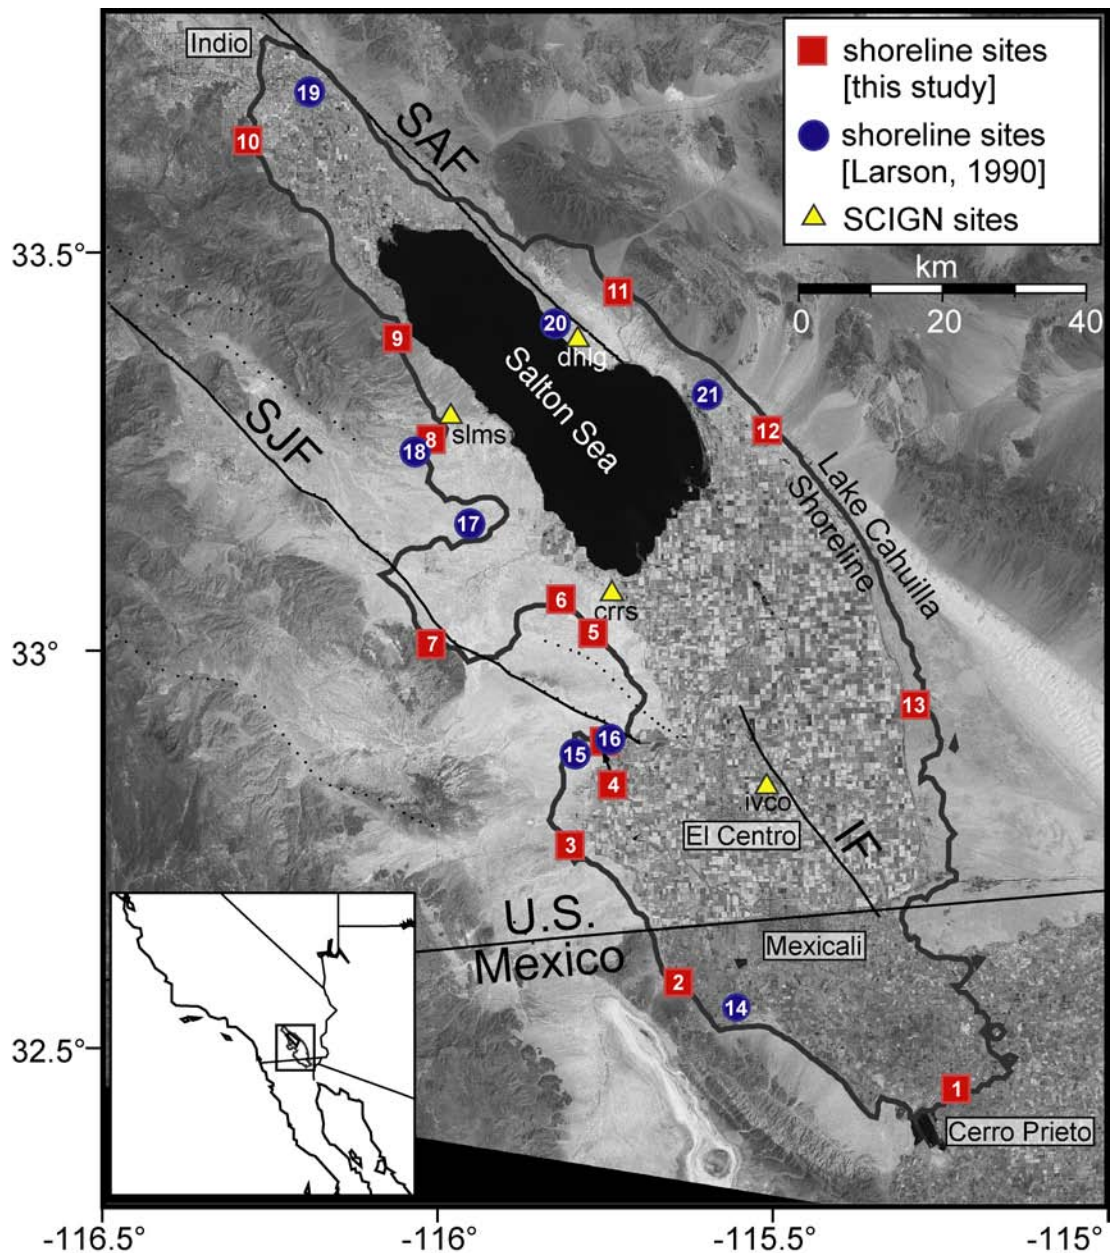 Indio
shoreline sites
[this study]
shoreline sites
[Larson, 1990]
SCIGN sites
km
0 20 40
19
10
SAF
33.5°
11
20
dhlg
9
Salton Sea
21
SJF
slms
8
18
12
17
Lake Cahuilla
Shoreline
6
crrs
5
33°
7
13
16
15
4
ivco
El Centro
3
IF
U.S.
Mexico
Mexicali
2
14
32.5°
1
Cerro Prieto
-116.5° -116° -115.5° -115°